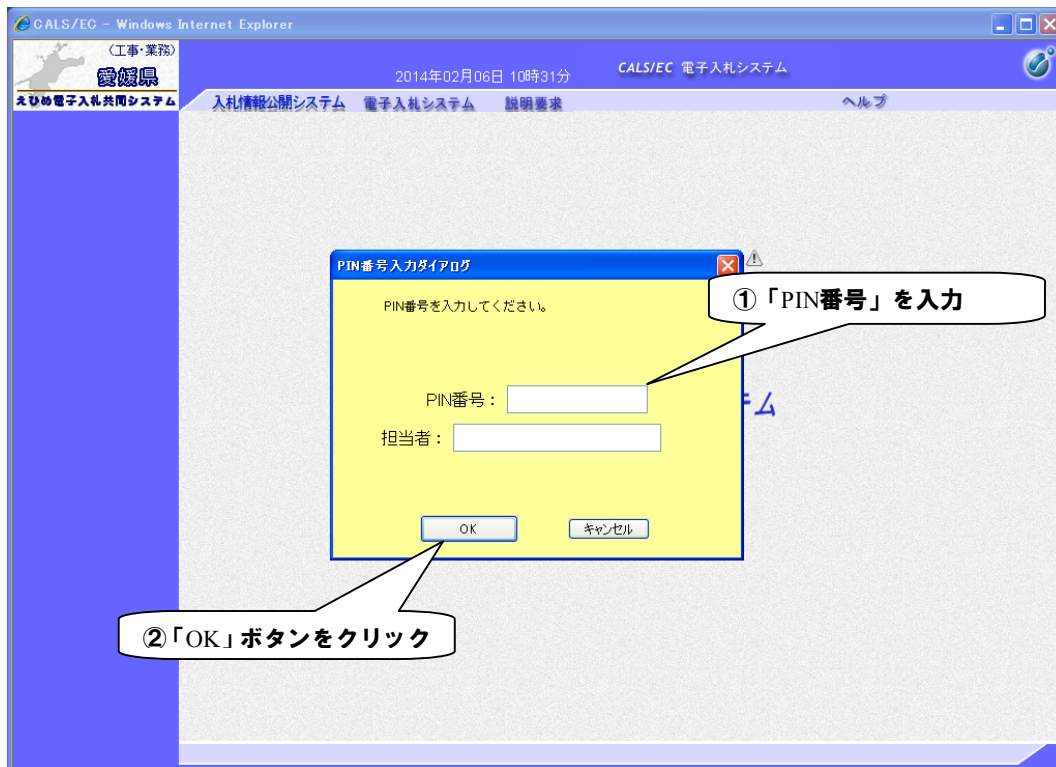 CALS/EC - Windows Internet Explorer
（工事・業務）
愛媛県
えひめ電子入札共同システム
2014年02月06日 10時31分
CALS/EC 電子入札システム
入札情報公開システム 電子入札システム 説明要求 ヘルプ
PIN番号入力ダイアログ
PIN番号を入力してください。
①「PIN番号」を入力
PIN番号：
テム
担当者：
OK キャンセル
②「OK」ボタンをクリック